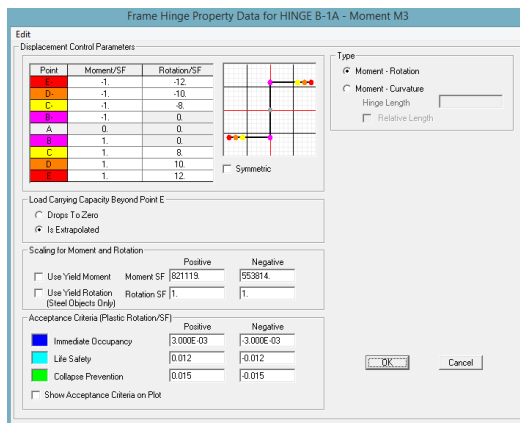 Frame Hinge Property Data for HINGE B-1A - Moment M3
Edit
Displacement Control Parameters
Point Moment/SF Rotation/SF
E- -1. -12.
D- -1. -10.
C- -1. -8.
B- -1. 0.
A 0. 0.
B 1. 0.
C 1. 8.
D 1. 10.
E 1. 12.
Symmetric
Type
Moment - Rotation
Moment - Curvature
Hinge Length
Relative Length
Load Carrying Capacity Beyond Point E
Drops To Zero
Is Extrapolated
Scaling for Moment and Rotation
Positive Negative
Use Yield Moment Moment SF 821119. 553814.
Use Yield Rotation Rotation SF 1. 1.
(Steel Objects Only)
Acceptance Criteria (Plastic Rotation/SF)
Positive Negative
Immediate Occupancy 3.000E-03 -3.000E-03
Life Safety 0.012 -0.012
Collapse Prevention 0.015 -0.015
Show Acceptance Criteria on Plot
OK Cancel